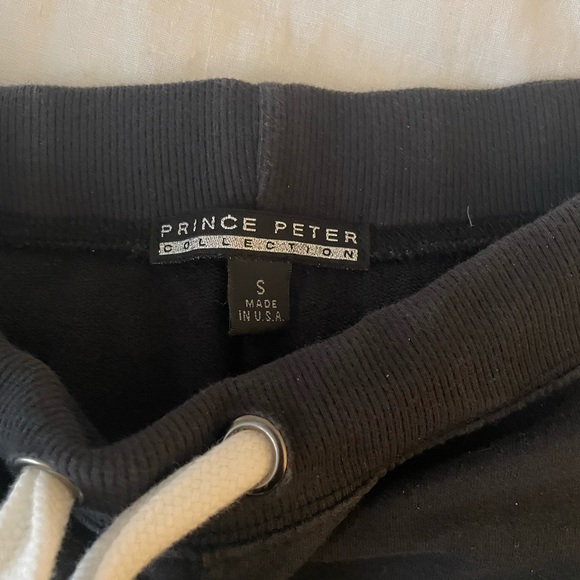 PRINCE PETER
COLLECTION
S
MADE
IN U.S.A.